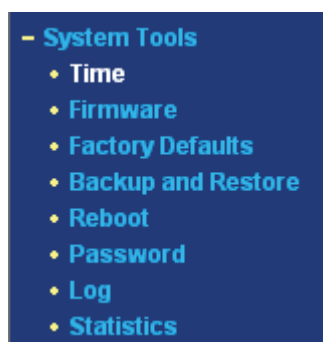 – System Tools
• Time
• Firmware
• Factory Defaults
• Backup and Restore
• Reboot
• Password
• Log
• Statistics